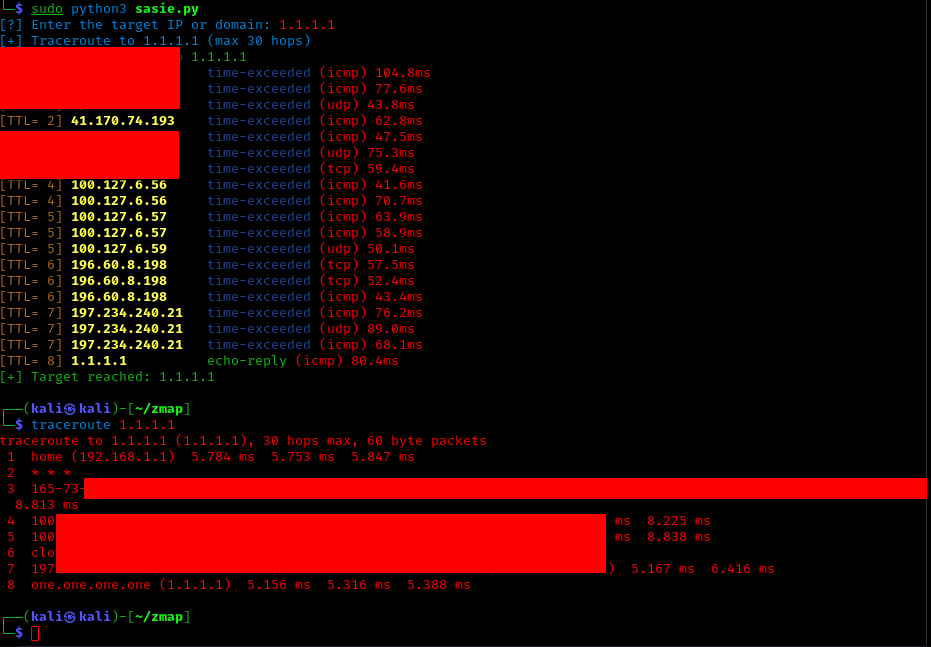 └─$ sudo python3 sasie.py
[?] Enter the target IP or domain: 1.1.1.1
[+] Traceroute to 1.1.1.1 (max 30 hops)
1.1.1.1
time-exceeded (icmp) 104.8ms
time-exceeded (icmp) 77.6ms
time-exceeded (udp) 43.8ms
[TTL= 2] 41.170.74.193 time-exceeded (icmp) 62.8ms
time-exceeded (icmp) 47.5ms
time-exceeded (udp) 75.3ms
time-exceeded (tcp) 59.4ms
[TTL= 4] 100.127.6.56 time-exceeded (icmp) 41.6ms
[TTL= 4] 100.127.6.56 time-exceeded (icmp) 70.7ms
[TTL= 5] 100.127.6.57 time-exceeded (icmp) 63.9ms
[TTL= 5] 100.127.6.57 time-exceeded (icmp) 58.9ms
[TTL= 5] 100.127.6.59 time-exceeded (udp) 50.1ms
[TTL= 6] 196.60.8.198 time-exceeded (tcp) 57.5ms
[TTL= 6] 196.60.8.198 time-exceeded (tcp) 52.4ms
[TTL= 6] 196.60.8.198 time-exceeded (icmp) 43.4ms
[TTL= 7] 197.234.240.21 time-exceeded (icmp) 76.2ms
[TTL= 7] 197.234.240.21 time-exceeded (udp) 89.0ms
[TTL= 7] 197.234.240.21 time-exceeded (icmp) 68.1ms
[TTL= 8] 1.1.1.1 echo-reply (icmp) 80.4ms
[+] Target reached: 1.1.1.1
┌──(kali㉿kali)-[~/zmap]
└─$ traceroute 1.1.1.1
traceroute to 1.1.1.1 (1.1.1.1), 30 hops max, 60 byte packets
1 home (192.168.1.1) 5.784 ms 5.753 ms 5.847 ms
2 * * *
3 165-73-
8.813 ms
4 100 ms 8.225 ms
5 100 ms 8.838 ms
6 clo
7 197 ) 5.167 ms 6.416 ms
8 one.one.one.one (1.1.1.1) 5.156 ms 5.316 ms 5.388 ms
┌──(kali㉿kali)-[~/zmap]
└─$